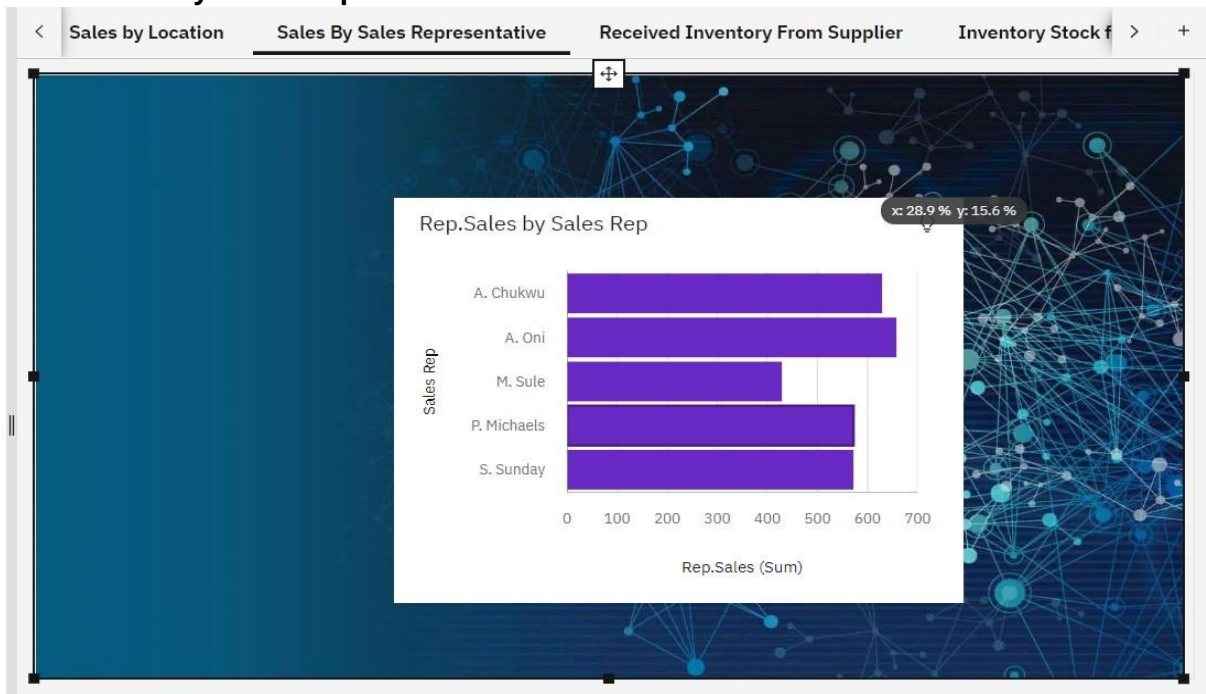 < Sales by Location Sales By Sales Representative Received Inventory From Supplier Inventory Stock f > +
x: 28.9 % y: 15.6 %
Rep.Sales by Sales Rep
A. Chukwu
A. Oni
M. Sule
P. Michaels
S. Sunday
Sales Rep
0 100 200 300 400 500 600 700
Rep.Sales (Sum)